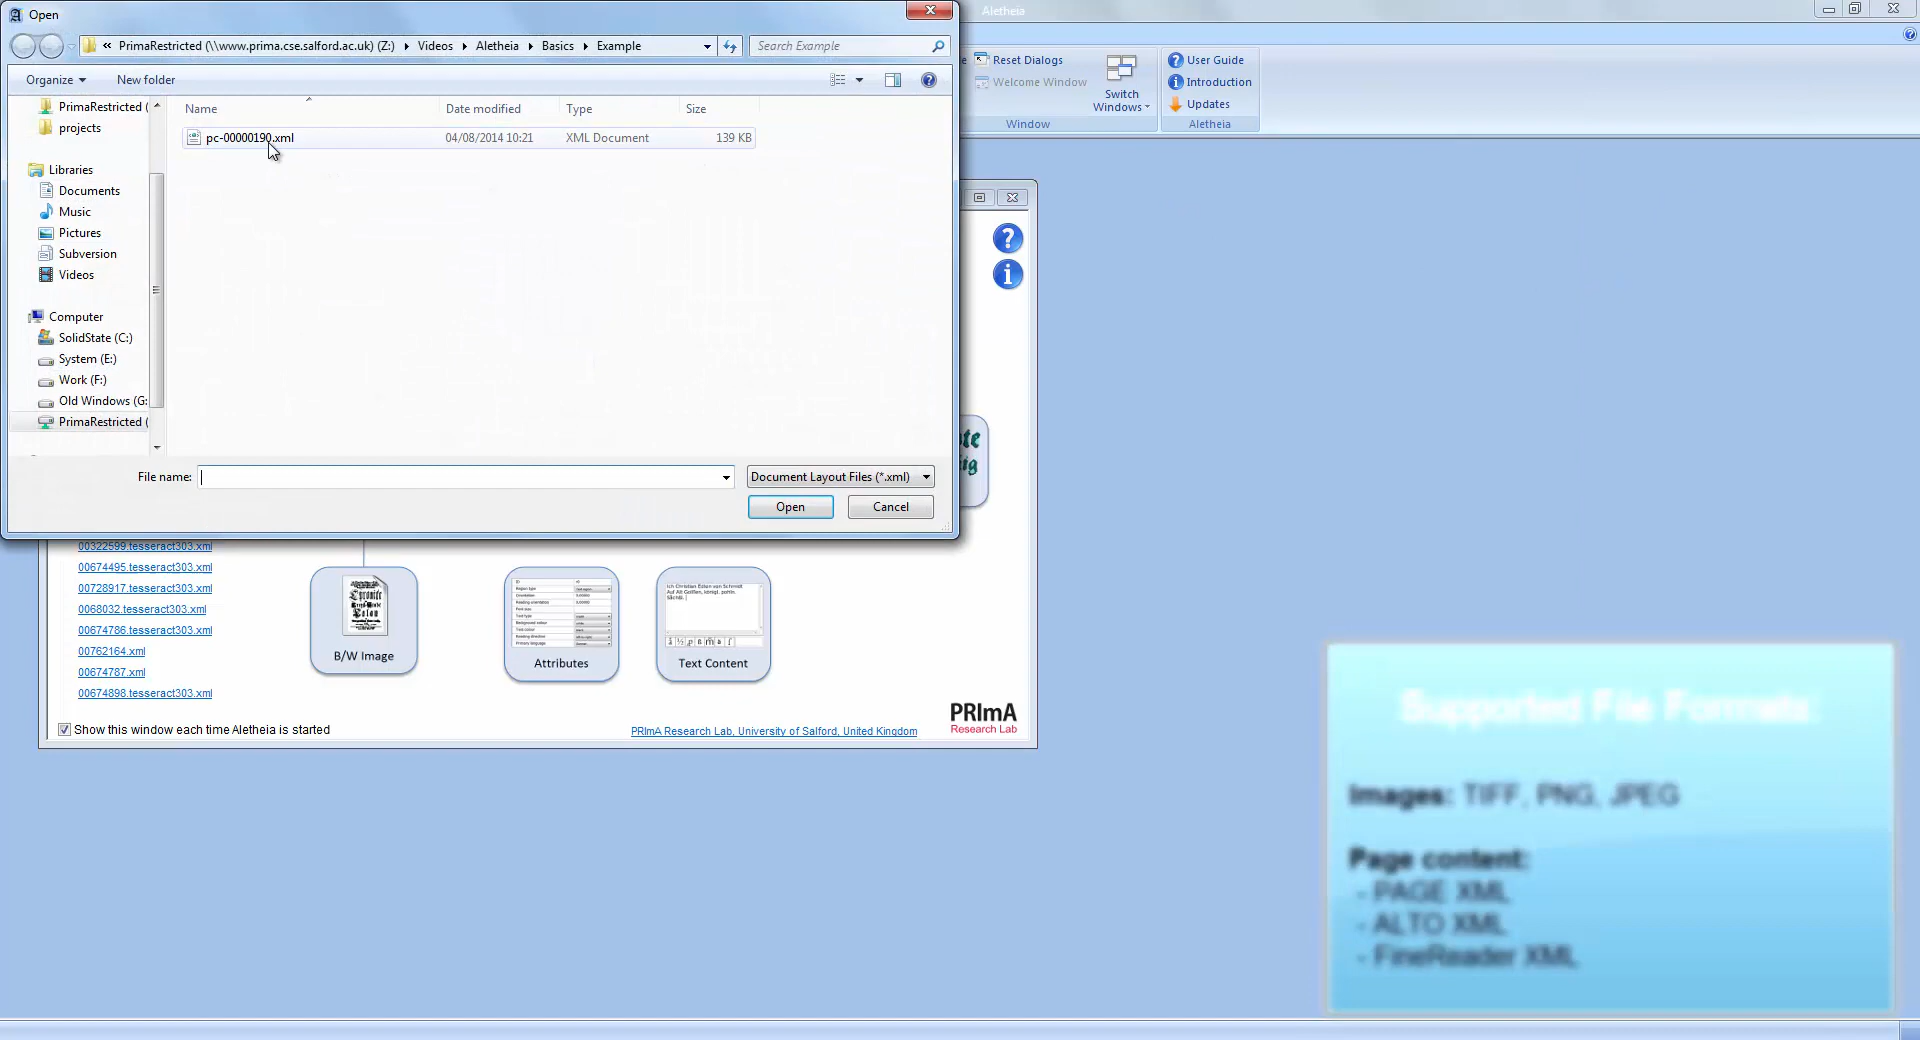 Open
Aletheia
« PrimaRestricted (\\www.prima.cse.salford.ac.uk) (Z:) Videos Aletheia Basics Example
Search Example
Organize New folder
Reset Dialogs
Welcome Window
Switch
Windows
Window
User Guide
Introduction
Updates
Aletheia
PrimaRestricted (
projects
Libraries
Documents
Music
Pictures
Subversion
Videos
Computer
SolidState (C:)
System (E:)
Work (F:)
Old Windows (G:
PrimaRestricted (
Name Date modified Type Size
pc-00000190.xml 04/08/2014 10:21 XML Document 139 KB
File name:
Document Layout Files (*.xml)
Open Cancel
00322599.tesseract303.xml
00674495.tesseract303.xml
00728917.tesseract303.xml
0068032.tesseract303.xml
00674786.tesseract303.xml
00762164.xml
00674787.xml
00674898.tesseract303.xml
B/W Image
Attributes
Text Content
Show this window each time Aletheia is started
PRImA Research Lab, University of Salford, United Kingdom
PRImA
Research Lab
Supported File Formats:
Images: TIFF, PNG, JPEG
Page content:
- PAGE XML
- ALTO XML
- FineReader XML